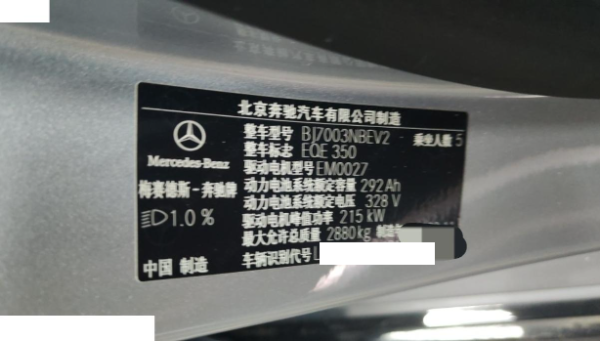 北京奔驰汽车有限公司制造
整车型号 BJ7003NBEV2 乘坐人数 5
整车标志 EQE 350
Mercedes-Benz
驱动电机型号 EM0027
梅赛德斯-奔驰牌
动力电池系统额定容量 292Ah
动力电池系统额定电压 328 V
1.0 %
驱动电机峰值功率 215 kW
最大允许总质量 2880kg 制造
中国 制造
车辆识别代号 L